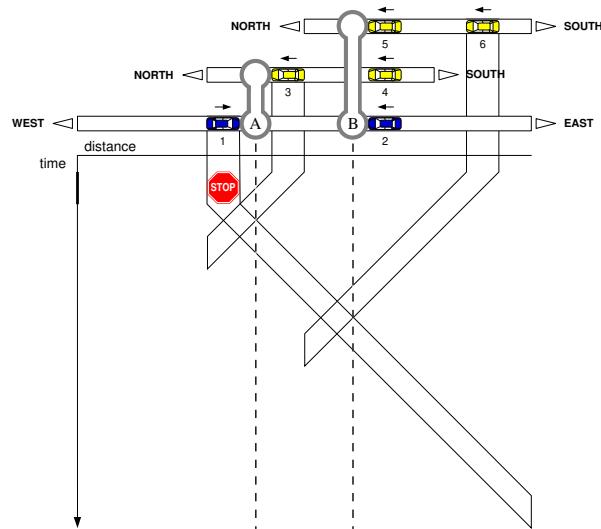 NORTH SOUTH
5 6
NORTH SOUTH
3 4
WEST A B EAST
1 2
distance
time
STOP